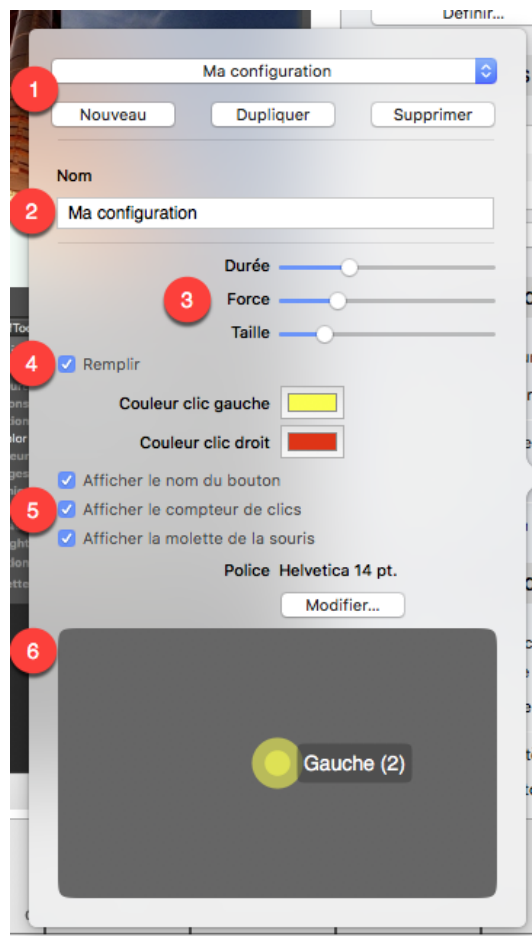 Définir...
Ma configuration
1
Nouveau Dupliquer Supprimer
Nom
2
Ma configuration
Durée
3
Force
Taille
4
Remplir
Couleur clic gauche
Couleur clic droit
Afficher le nom du bouton
5
Afficher le compteur de clics
Afficher la molette de la souris
Police Helvetica 14 pt.
Modifier...
6
Gauche (2)